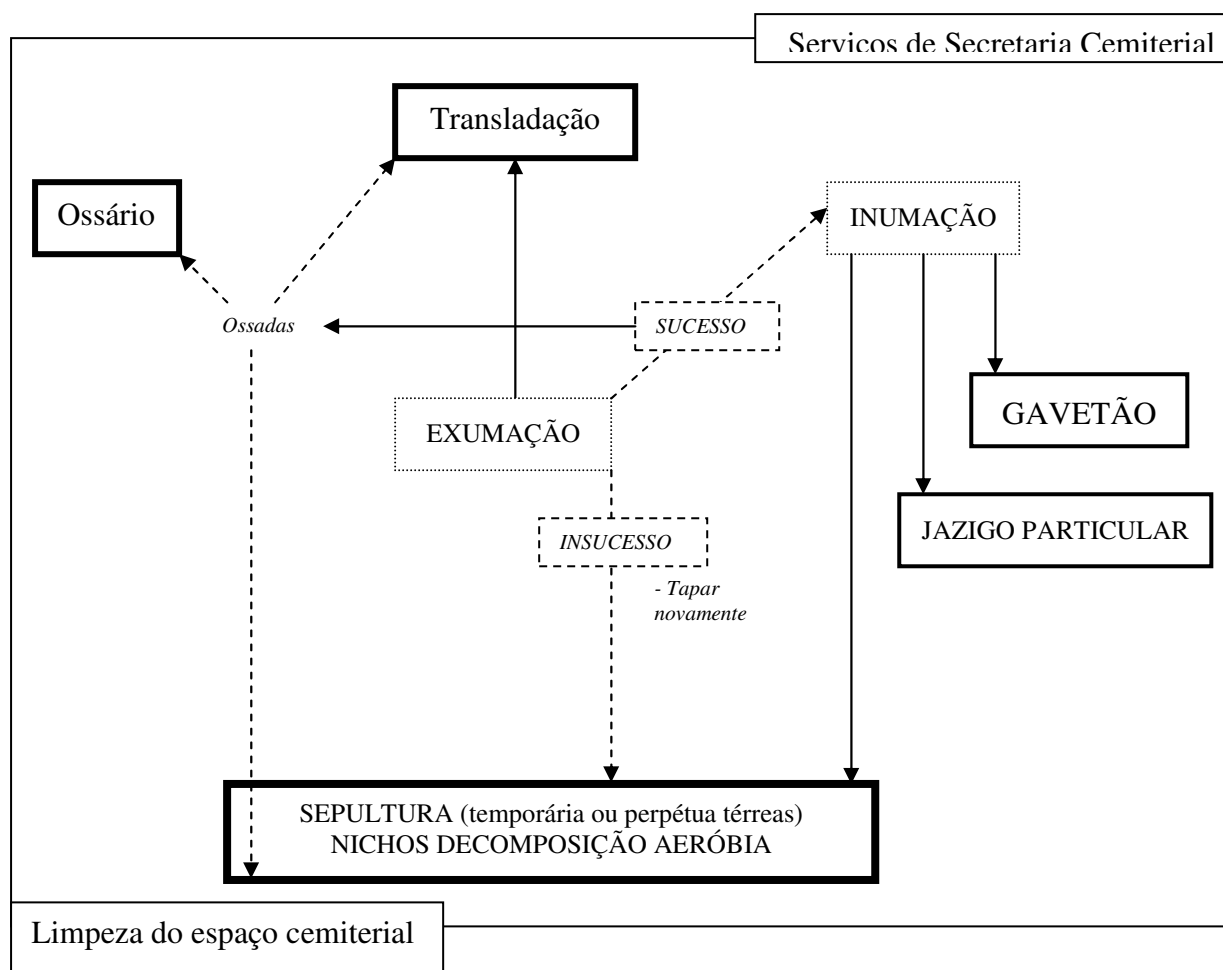 Serviços de Secretaria Cemiterial
Transladação
Ossário
INUMAÇÃO
Ossadas
SUCESSO
GAVETÃO
EXUMAÇÃO
JAZIGO PARTICULAR
INSUCESSO
- Tapar
novamente
SEPULTURA (temporária ou perpétua térreas)
NICHOS DECOMPOSIÇÃO AERÓBIA
Limpeza do espaço cemiterial